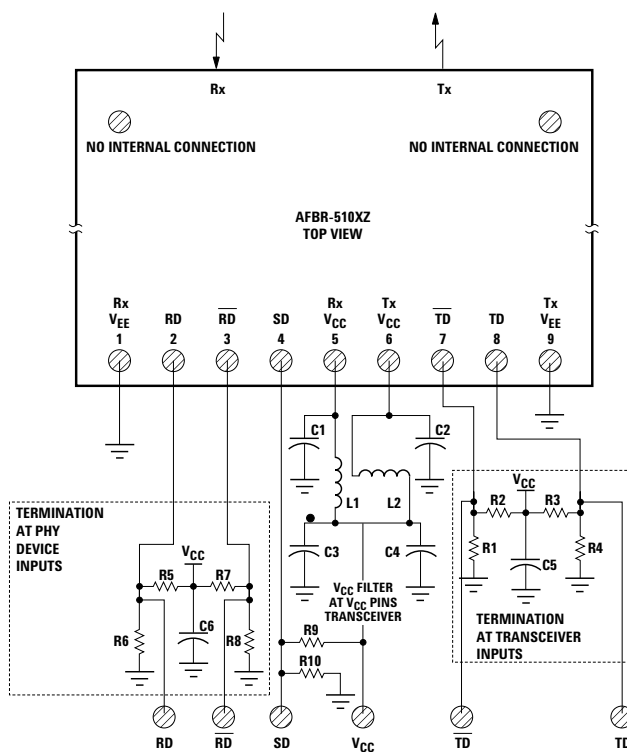 Rx
Tx
NO INTERNAL CONNECTION
NO INTERNAL CONNECTION
AFBR-510XZ
TOP VIEW
Rx
VEE
1
RD
2
RD
3
SD
4
Rx
VCC
5
Tx
VCC
6
TD
7
TD
8
Tx
VEE
9
C1
C2
L1
L2
C3
C4
VCC FILTER
AT VCC PINS
TRANSCEIVER
R9
R10
TERMINATION
AT PHY
DEVICE
INPUTS
VCC
R5
R7
C6
R6
R8
VCC
R2
R3
R1
C5
R4
TERMINATION
AT TRANSCEIVER
INPUTS
RD
RD
SD
VCC
TD
TD